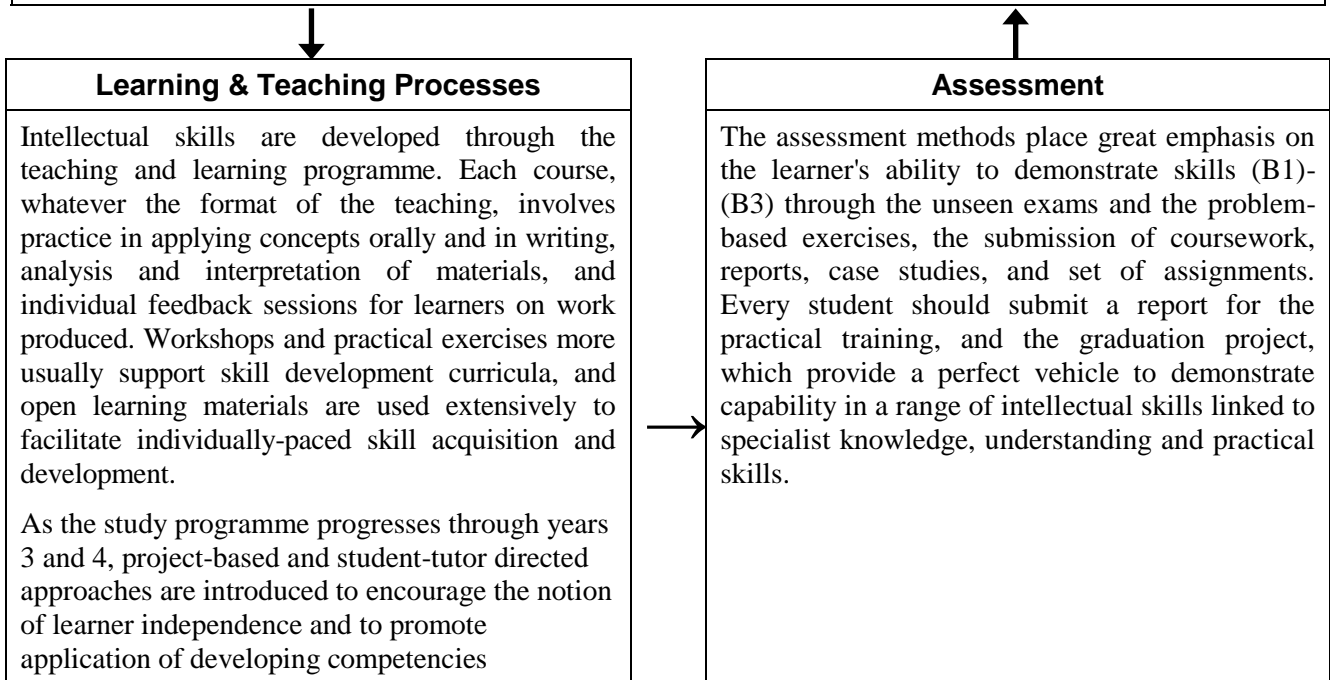 Learning & Teaching Processes
Intellectual skills are developed through the
teaching and learning programme. Each course,
whatever the format of the teaching, involves
practice in applying concepts orally and in writing,
analysis and interpretation of materials, and
individual feedback sessions for learners on work
produced. Workshops and practical exercises more
usually support skill development curricula, and
open learning materials are used extensively to
facilitate individually-paced skill acquisition and
development.
As the study programme progresses through years
3 and 4, project-based and student-tutor directed
approaches are introduced to encourage the notion
of learner independence and to promote
application of developing competencies
Assessment
The assessment methods place great emphasis on
the learner's ability to demonstrate skills (B1)-
(B3) through the unseen exams and the problem-
based exercises, the submission of coursework,
reports, case studies, and set of assignments.
Every student should submit a report for the
practical training, and the graduation project,
which provide a perfect vehicle to demonstrate
capability in a range of intellectual skills linked to
specialist knowledge, understanding and practical
skills.